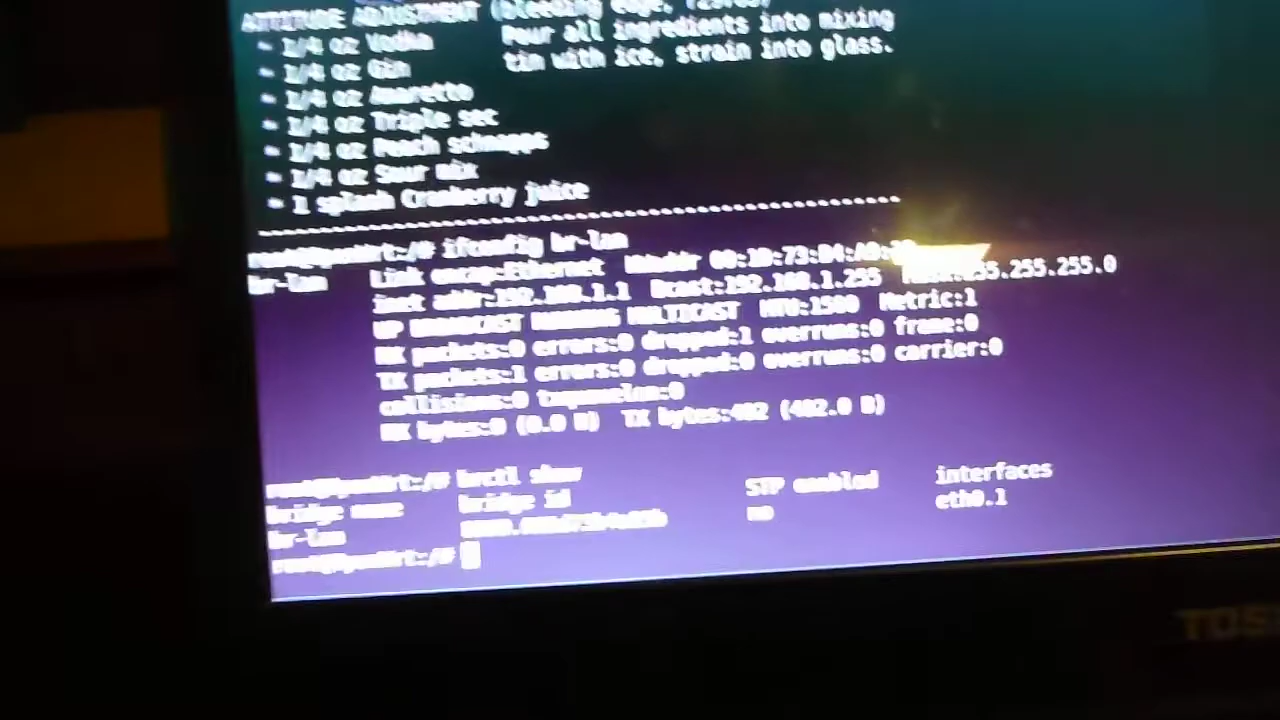 ATTITUDE ADJUSTMENT (bleeding edge,
~ 1/4 oz Vodka Pour all ingredients into mixing
~ 1/4 oz Gin tin with ice, strain into glass.
~ 1/4 oz Amaretto
~ 1/4 oz Triple sec
~ 1/4 oz Peach schnapps
~ 1/4 oz Sour mix
~ 1 splash Cranberry juice
root@OpenWrt:/# ifconfig br-lan
br-lan Link encap:Ethernet HWaddr
inet addr:192.168.1.1 Bcast:192.168.1.255 Mask:255.255.255.0
UP BROADCAST RUNNING MULTICAST MTU:1500 Metric:1
RX packets:0 errors:0 dropped:1 overruns:0 frame:0
TX packets:1 errors:0 dropped:0 overruns:0 carrier:0
collisions:0 txqueuelen:0
RX bytes:0 (0.0 B) TX bytes:402 (402.0 B)
root@OpenWrt:/# brctl show
bridge name bridge id STP enabled interfaces
br-lan no eth0.1
root@OpenWrt:/#
TOS